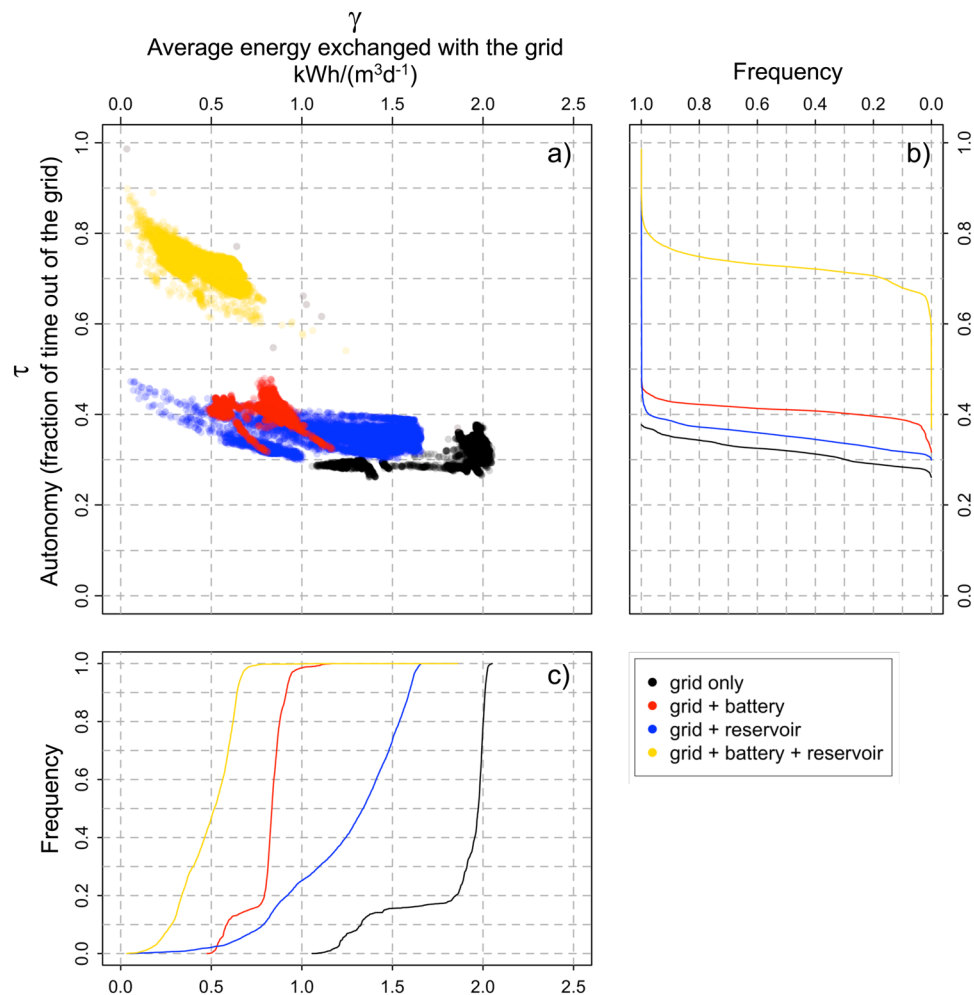 γ
Average energy exchanged with the grid
kWh/(m³d⁻¹)
Frequency
0.0 0.5 1.0 1.5 2.0 2.5
1.0 0.8 0.6 0.4 0.2 0.0
a)
b)
τ
Autonomy (fraction of time out of the grid)
1.0
0.8
0.6
0.4
0.2
0.0
1.0
0.8
0.6
0.4
0.2
0.0
c)
Frequency
1.0
0.8
0.6
0.4
0.2
0.0
0.0 0.5 1.0 1.5 2.0 2.5
grid only
grid + battery
grid + reservoir
grid + battery + reservoir